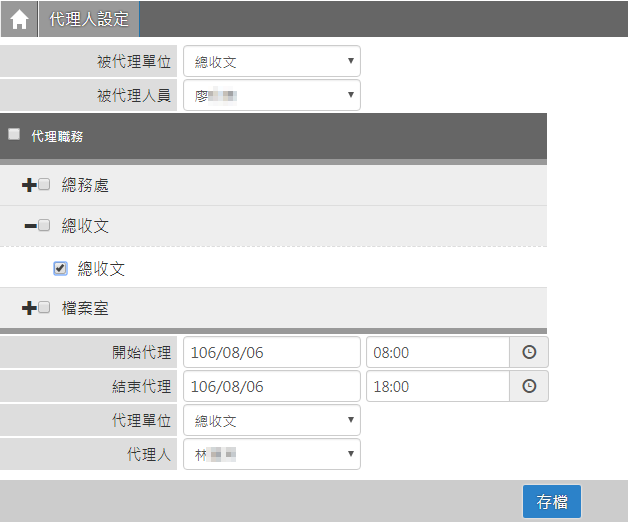 代理人設定
被代理單位 總收文
被代理人員 廖
代理職務
總務處
總收文
總收文
檔案室
開始代理 106/08/06 08:00
結束代理 106/08/06 18:00
代理單位 總收文
代理人 林
存檔